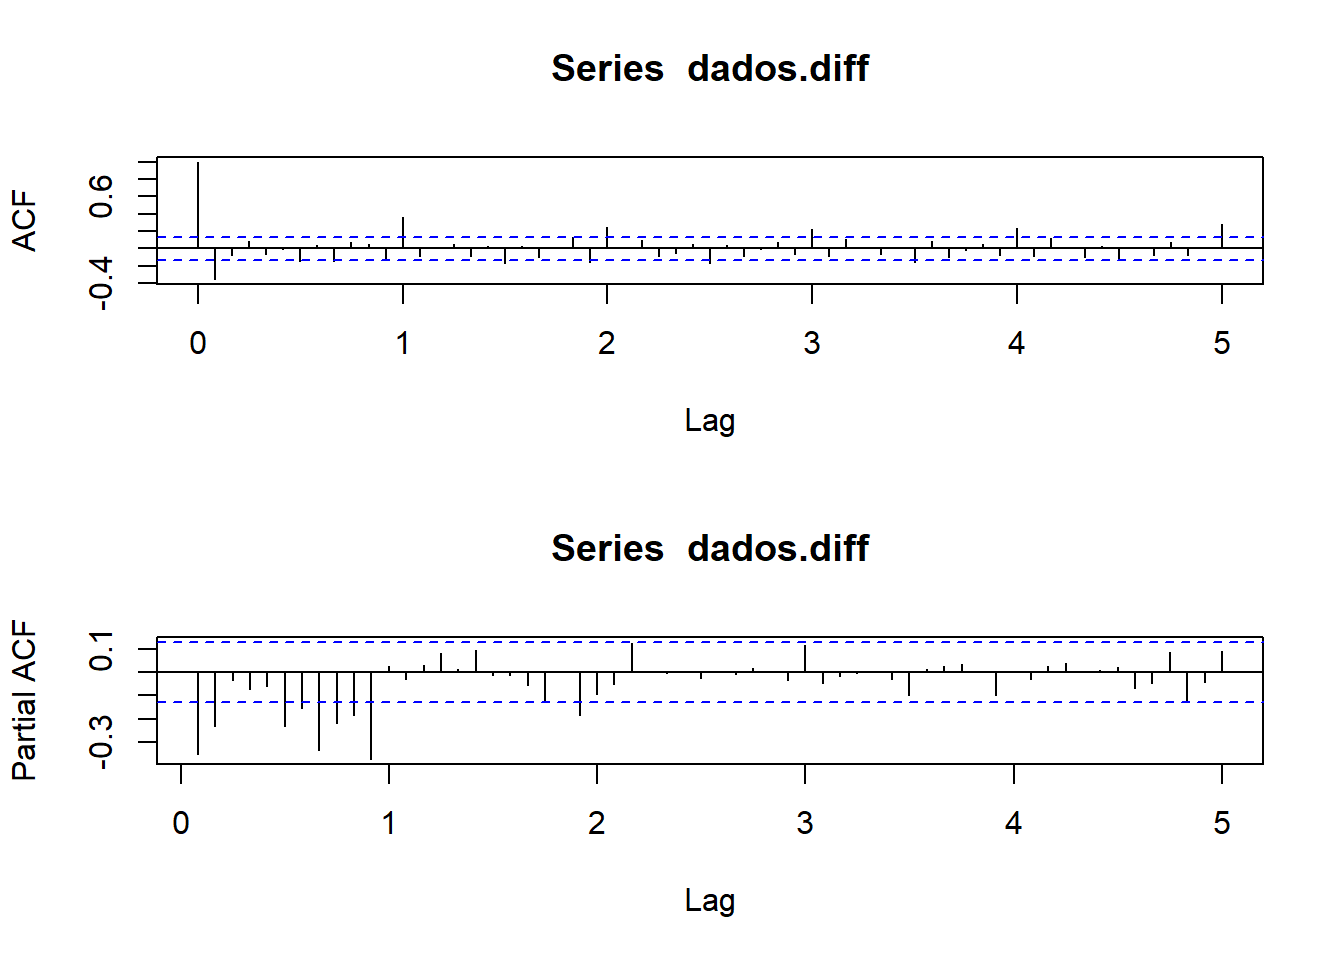 Series  dados.diff
ACF
0.6
-0.4
0 1 2 3 4 5
Lag
Series  dados.diff
Partial ACF
0.1
-0.3
0 1 2 3 4 5
Lag